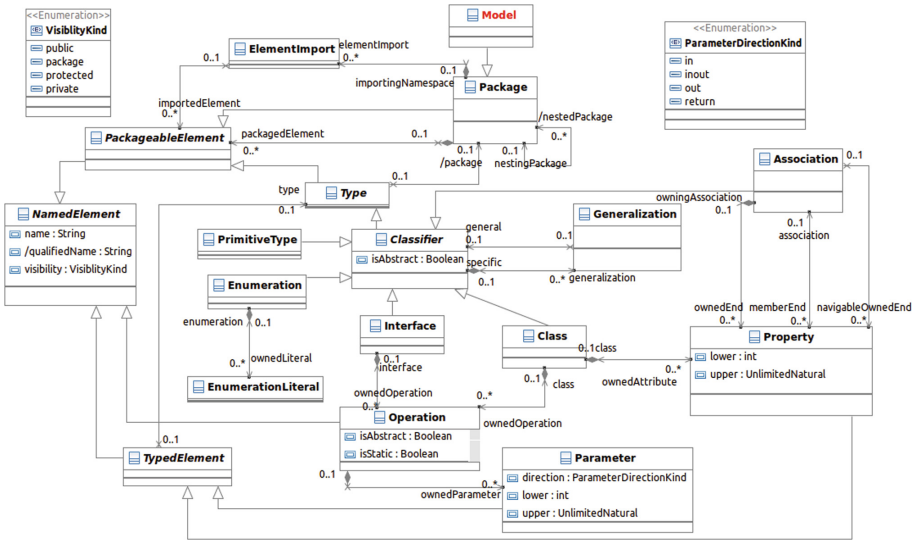 <<Enumeration>>
VisiblityKind
public
package
protected
private
Model
<<Enumeration>>
ParameterDirectionKind
in
inout
out
return
ElementImport
elementImport
0..1
0..*
0..1
importingNamespace
Package
importedElement
0..*
PackageableElement
packagedElement
0..*
0..1
0..1
/package
/nestedPackage
0..*
0..1
nestingPackage
Association
0..1
owningAssociation
0..1
0..1
association
type
0..1
Type
0..1
NamedElement
name : String
/qualifiedName : String
visibility : VisiblityKind
PrimitiveType
Classifier
isAbstract : Boolean
general
0..1
0..1
specific
0..1
0..*
generalization
Generalization
Enumeration
enumeration
0..1
0..*
ownedLiteral
EnumerationLiteral
Interface
0..1
interface
ownedOperation
0..
Class
0..1
class
0..1
class
0..*
ownedAttribute
ownedEnd
0..*
memberEnd
0..*
navigableOwnedEnd
0..*
Property
lower : int
upper : UnlimitedNatural
0..*
ownedOperation
Operation
isAbstract : Boolean
isStatic : Boolean
0..1
TypedElement
0..1
0..*
ownedParameter
Parameter
direction : ParameterDirectionKind
lower : int
upper : UnlimitedNatural